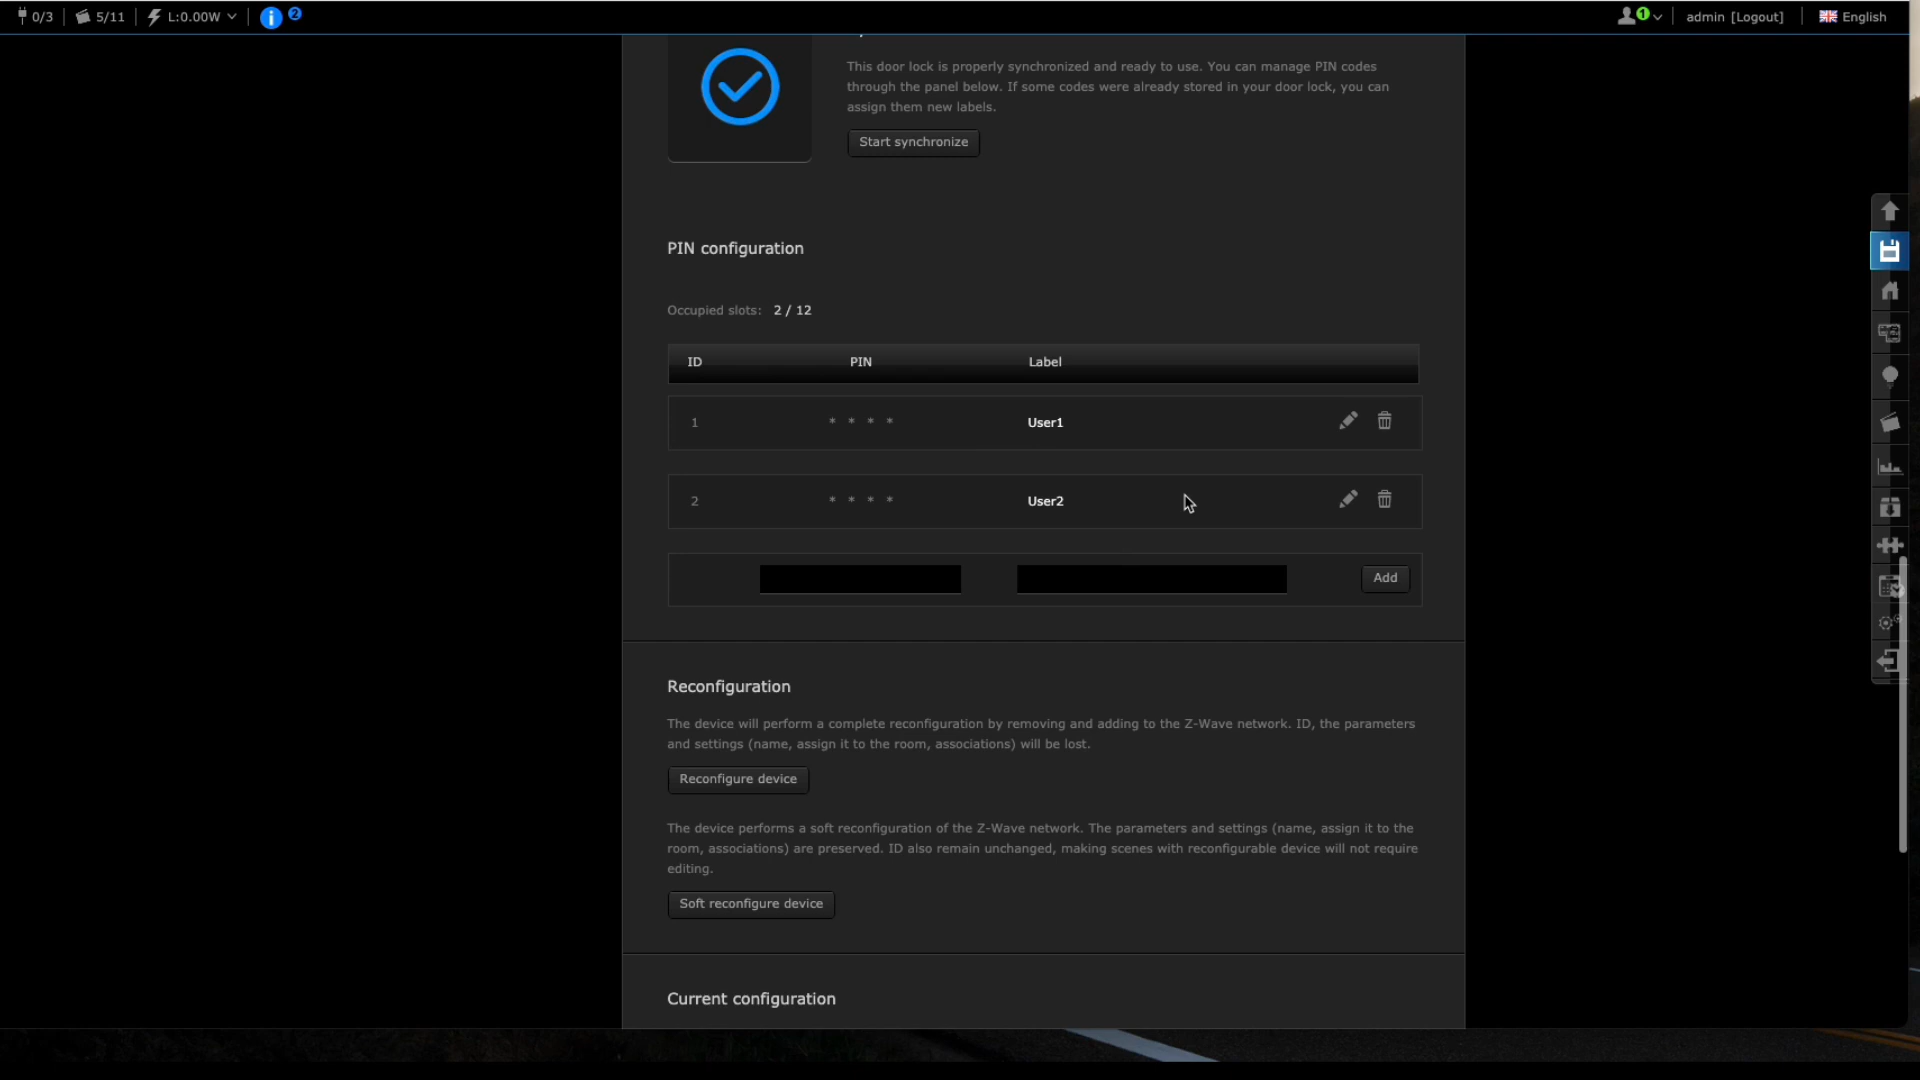 0/3 5/11 L:0.00W 2 1 admin [Logout] English
This door lock is properly synchronized and ready to use. You can manage PIN codes
through the panel below. If some codes were already stored in your door lock, you can
assign them new labels.
Start synchronize
PIN configuration
Occupied slots: 2 / 12
ID PIN Label
1 * * * * User1
2 * * * * User2
Add
Reconfiguration
The device will perform a complete reconfiguration by removing and adding to the Z-Wave network. ID, the parameters
and settings (name, assign it to the room, associations) will be lost.
Reconfigure device
The device performs a soft reconfiguration of the Z-Wave network. The parameters and settings (name, assign it to the
room, associations) are preserved. ID also remain unchanged, making scenes with reconfigurable device will not require
editing.
Soft reconfigure device
Current configuration